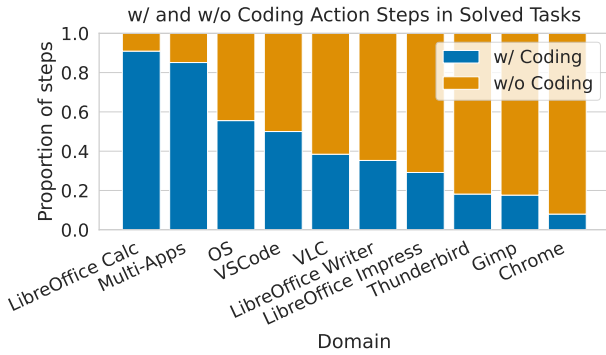 w/ and w/o Coding Action Steps in Solved Tasks
Proportion of steps
1.0
0.8
0.6
0.4
0.2
0.0
w/ Coding
w/o Coding
LibreOffice Calc
Multi-Apps
OS
VSCode
VLC
LibreOffice Writer
LibreOffice Impress
Thunderbird
Gimp
Chrome
Domain